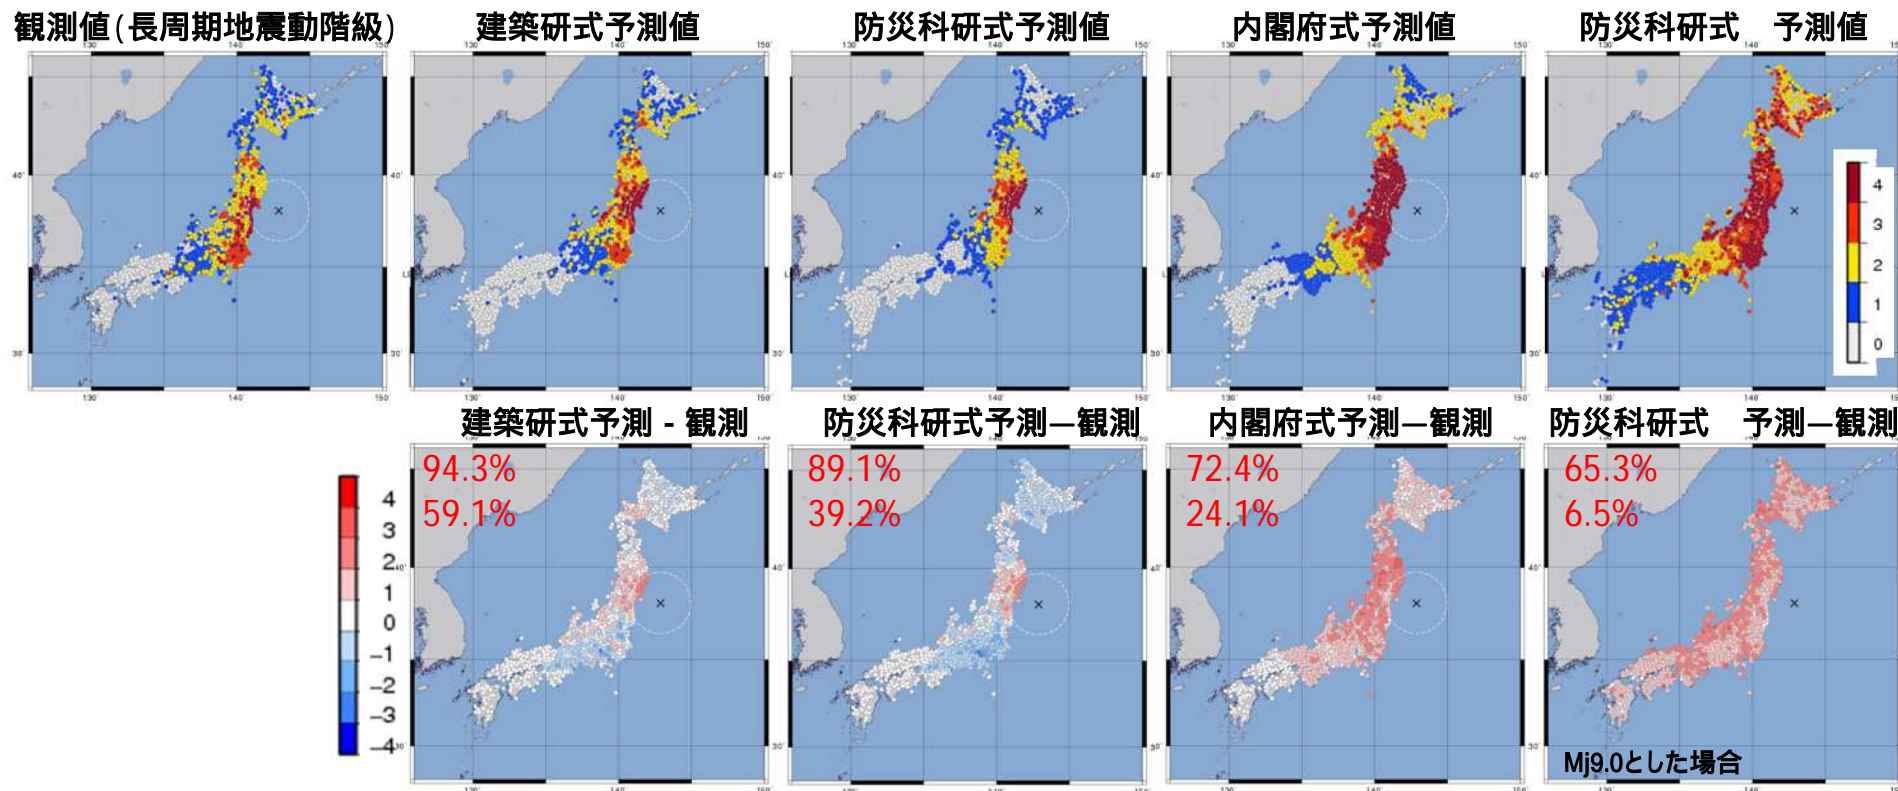 観測値(長周期地震動階級)
建築研式予測値
防災科研式予測値
内閣府式予測値
防災科研式 予測値
4
3
2
1
0
建築研式予測 - 観測
防災科研式予測—観測
内閣府式予測—観測
防災科研式 予測—観測
94.3%
59.1%
89.1%
39.2%
72.4%
24.1%
65.3%
6.5%
4
3
2
1
0
−1
−2
−3
−4
Mj9.0とした場合